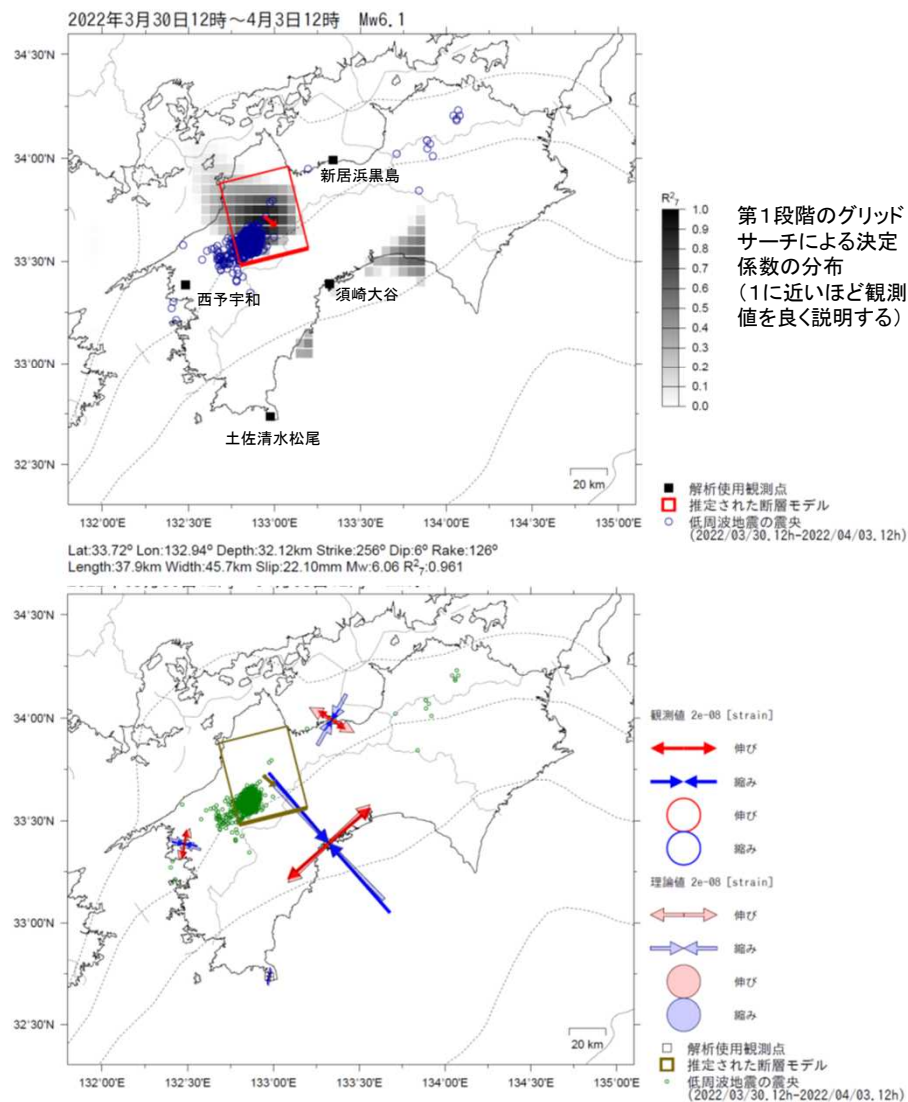 2022年3月30日12時～4月3日12時 Mw6.1
34°30'N
34°00'N
33°30'N
33°00'N
32°30'N
132°00'E
132°30'E
133°00'E
133°30'E
134°00'E
134°30'E
135°00'E
新居浜黒島
西予宇和
須崎大谷
土佐清水松尾
20 km
R²₇
1.0
0.9
0.8
0.7
0.6
0.5
0.4
0.3
0.2
0.1
0.0
第1段階のグリッド
サーチによる決定
係数の分布
(1に近いほど観測
値を良く説明する)
解析使用観測点
推定された断層モデル
低周波地震の震央
(2022/03/30.12h-2022/04/03.12h)
Lat:33.72° Lon:132.94° Depth:32.12km Strike:256° Dip:6° Rake:126°
Length:37.9km Width:45.7km Slip:22.10mm Mw:6.06 R²₇:0.961
34°30'N
34°00'N
33°30'N
33°00'N
32°30'N
132°00'E
132°30'E
133°00'E
133°30'E
134°00'E
134°30'E
135°00'E
20 km
観測値 2e-08 [strain]
伸び
縮み
伸び
縮み
理論値 2e-08 [strain]
伸び
縮み
伸び
縮み
解析使用観測点
推定された断層モデル
低周波地震の震央
(2022/03/30.12h-2022/04/03.12h)